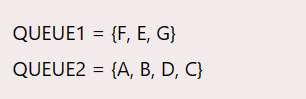 QUEUE1 = {F, E, G}
QUEUE2 = {A, B, D, C}